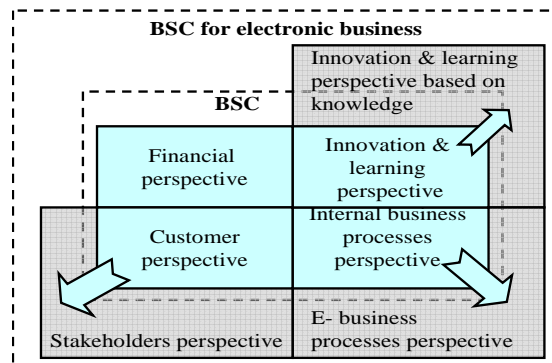 BSC for electronic business
Innovation & learning
perspective based on
knowledge
BSC
Financial
perspective
Innovation &
learning
perspective
Customer
perspective
Internal business
processes
perspective
Stakeholders perspective
E- business
processes perspective